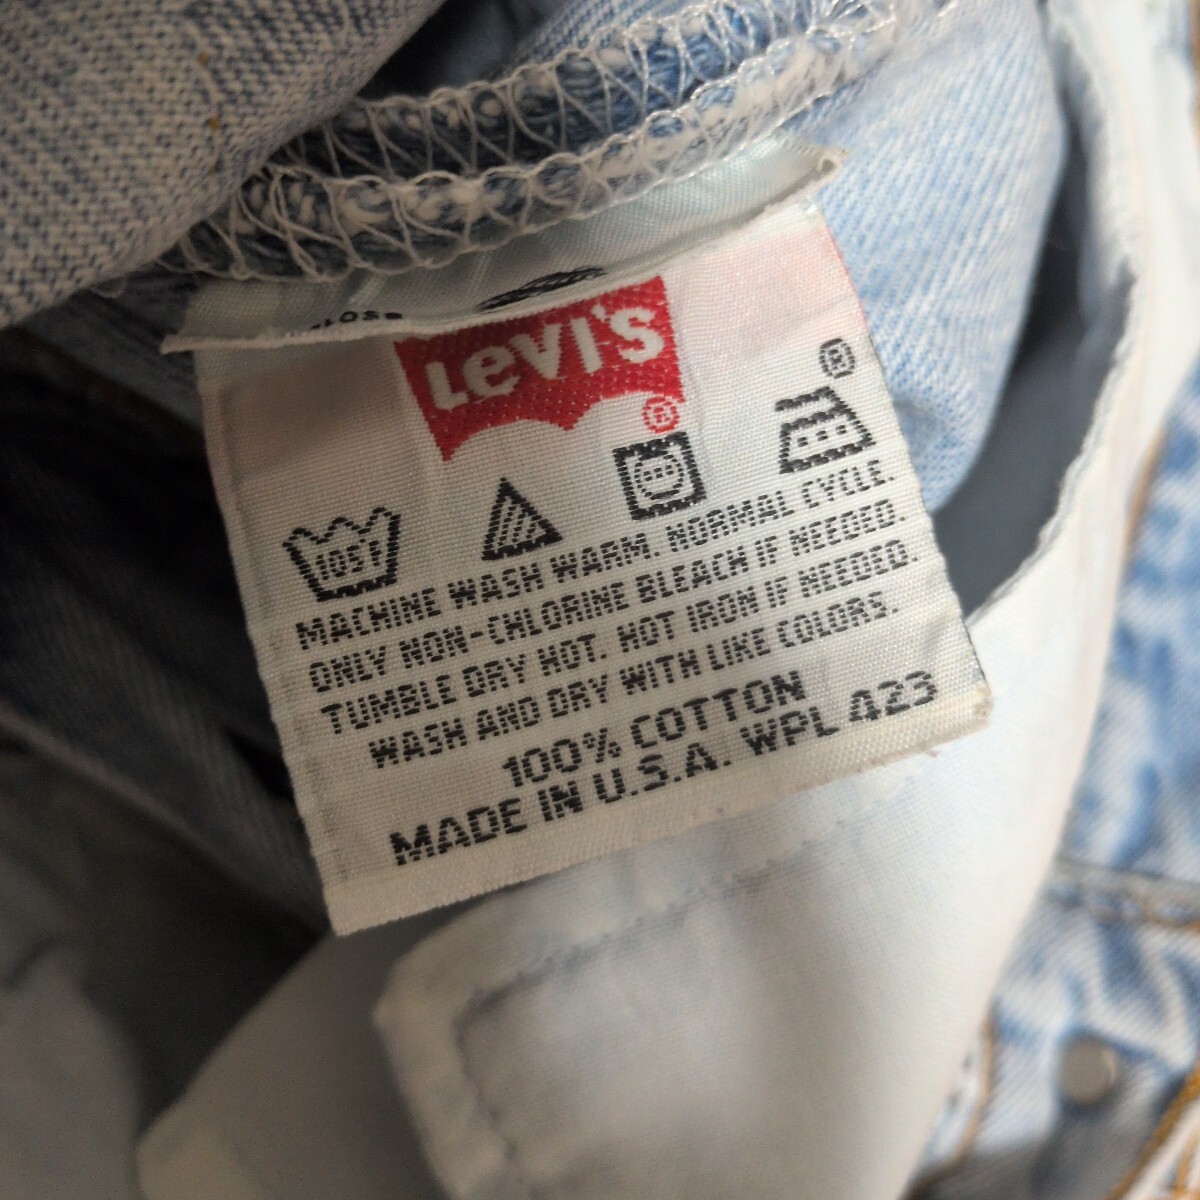 LEVI'S
®
®
105F
MACHINE WASH WARM. NORMAL CYCLE.
ONLY NON-CHLORINE BLEACH IF NEEDED.
TUMBLE DRY HOT. HOT IRON IF NEEDED.
WASH AND DRY WITH LIKE COLORS.
100% COTTON
MADE IN U.S.A. WPL 423